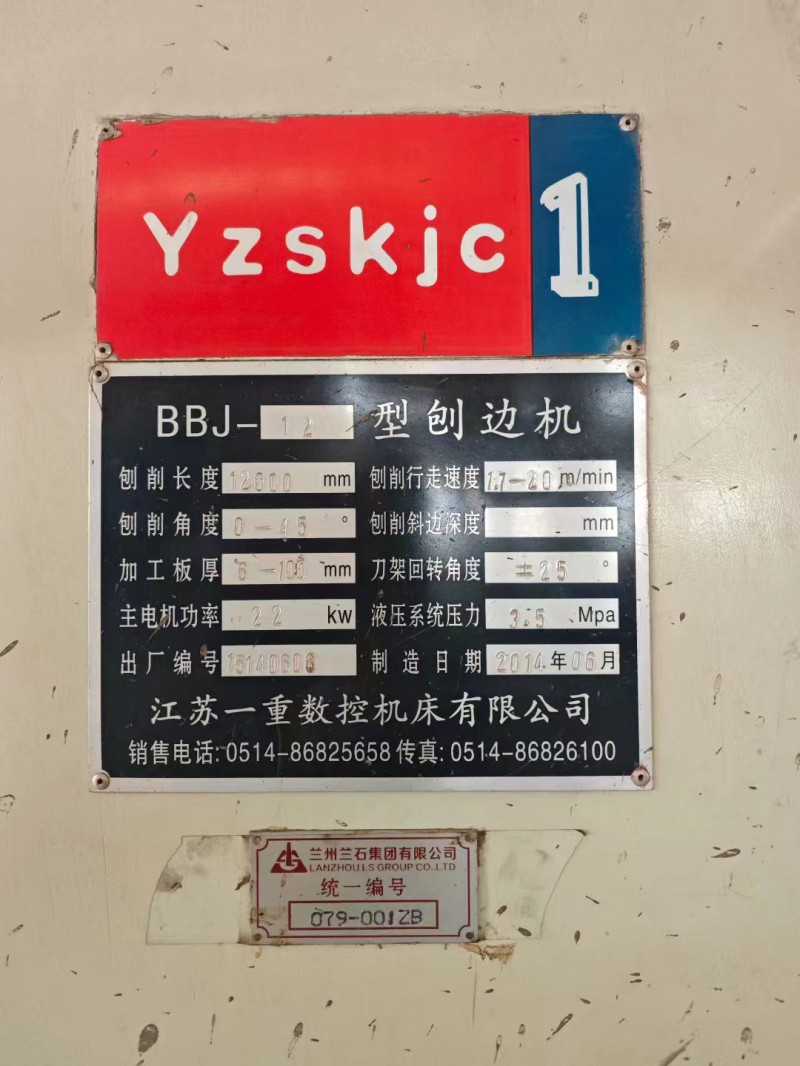 Yzskjc 1
BBJ-12 型刨边机
刨削长度 12000 mm 刨削行走速度 17-20 m/min
刨削角度 0-45 ° 刨削斜边深度 mm
加工板厚 6-100 mm 刀架回转角度 ±25 °
主电机功率 22 kw 液压系统压力 3.5 Mpa
出厂编号 15140606 制造日期 2014年06月
江苏一重数控机床有限公司
销售电话:0514-86825658 传真:0514-86826100
兰州兰石集团有限公司
LANZHOU LS GROUP CO.,LTD
统一编号
079-001ZB